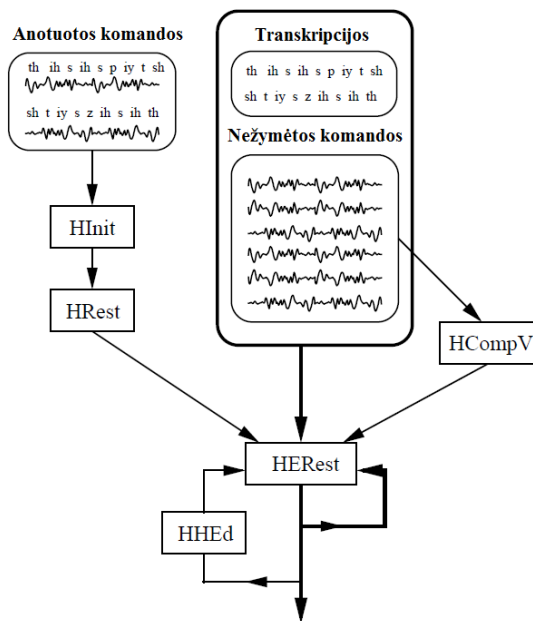 Anotuotos komandos
th ih s ih s p iy t sh
sh t iy s z ih s ih th
Transkripcijos
th ih s ih s p iy t sh
sh t iy s z ih s ih th
Nežymėtos komandos
HInit
HRest
HCompV
HERest
HHEd